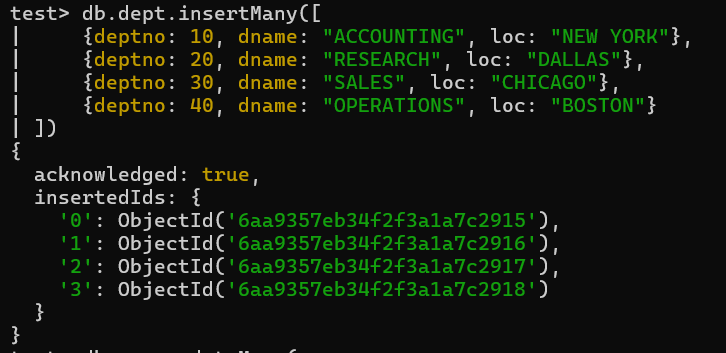 test> db.dept.insertMany([
|     {deptno: 10, dname: "ACCOUNTING", loc: "NEW YORK"},
|     {deptno: 20, dname: "RESEARCH", loc: "DALLAS"},
|     {deptno: 30, dname: "SALES", loc: "CHICAGO"},
|     {deptno: 40, dname: "OPERATIONS", loc: "BOSTON"}
| ])
{
  acknowledged: true,
  insertedIds: {
    '0': ObjectId('6aa9357eb34f2f3a1a7c2915'),
    '1': ObjectId('6aa9357eb34f2f3a1a7c2916'),
    '2': ObjectId('6aa9357eb34f2f3a1a7c2917'),
    '3': ObjectId('6aa9357eb34f2f3a1a7c2918')
  }
}